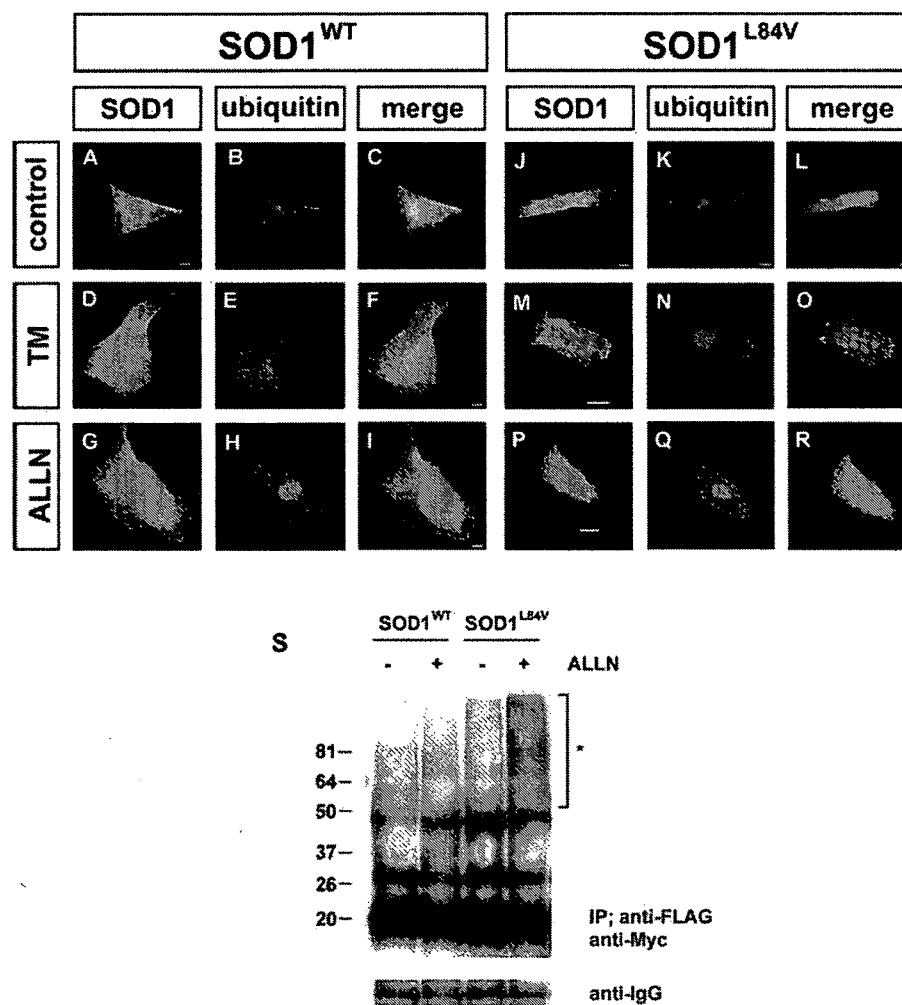 SOD1WT SOD1L84V
SOD1 ubiquitin merge SOD1 ubiquitin merge
control A B C J K L
TM D E F M N O
ALLN G H I P Q R
S SOD1WT SOD1L84V
- + - + ALLN
81
*
64
50
37
26
20
IP; anti-FLAG
anti-Myc
anti-IgG